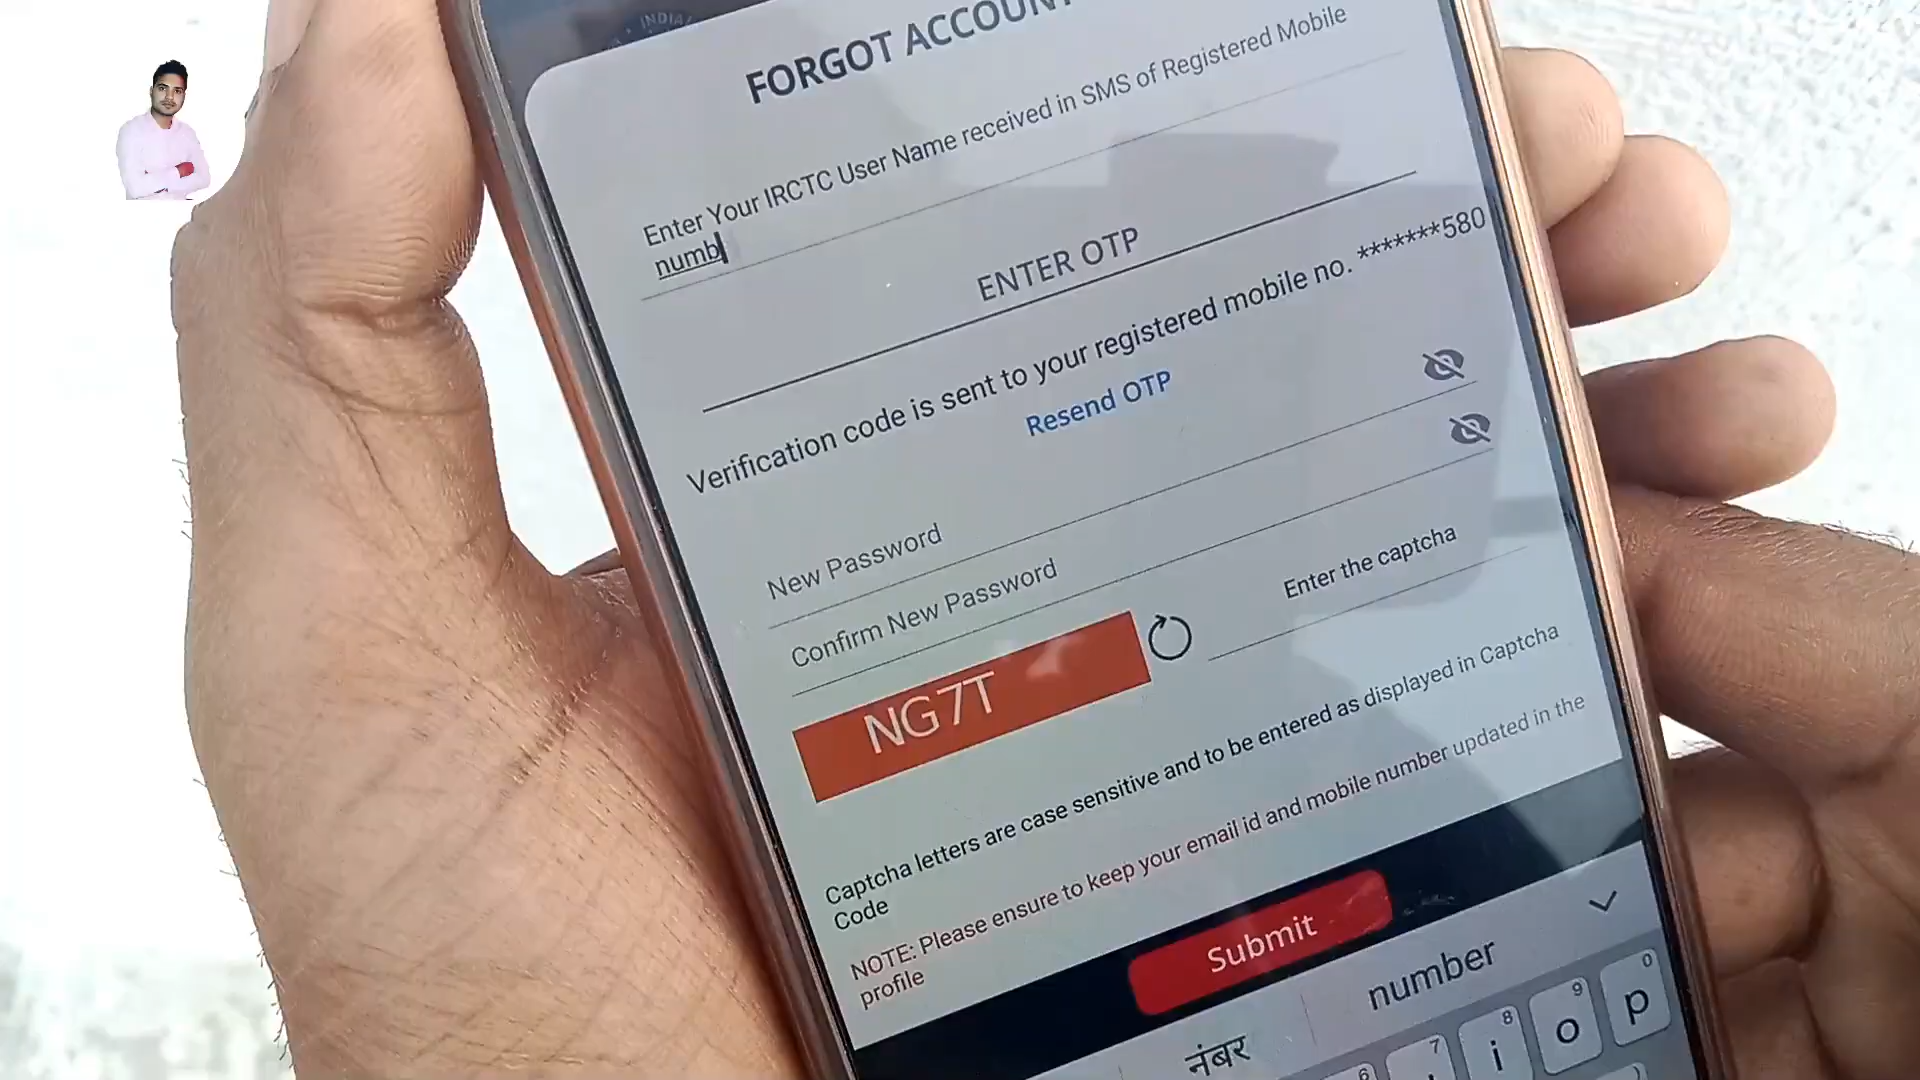 INDIA
FORGOT ACCOUNT
Enter Your IRCTC User Name received in SMS of Registered Mobile
numb
ENTER OTP
Verification code is sent to your registered mobile no. *******580
Resend OTP
New Password
Confirm New Password
NG7T
Enter the captcha
Captcha letters are case sensitive and to be entered as displayed in Captcha
Code
NOTE: Please ensure to keep your email id and mobile number updated in the
profile
Submit
नंबर number
6 7 8 9 0
i o p